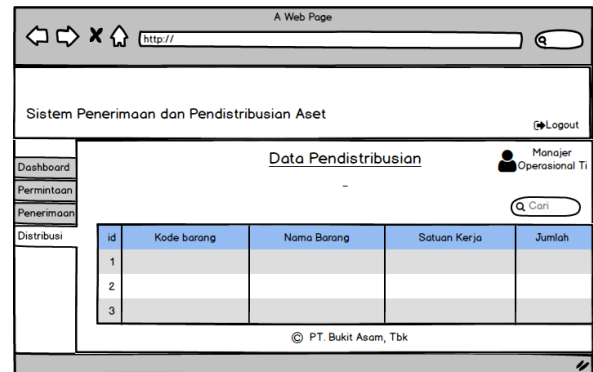 A Web Page
http://
Sistem Penerimaan dan Pendistribusian Aset
Logout
Dashboard
Permintaan
Penerimaan
Distribusi
Data Pendistribusian
-
Manajer
Operasional Ti
Cari
id Kode barang Nama Barang Satuan Kerja Jumlah
1
2
3
© PT. Bukit Asam, Tbk